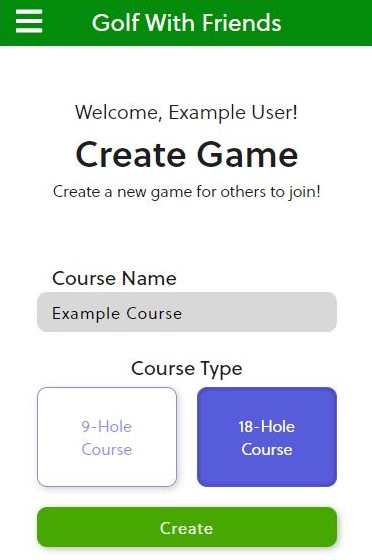 Golf With Friends
Welcome, Example User!
Create Game
Create a new game for others to join!
Course Name
Example Course
Course Type
9-Hole
Course
18-Hole
Course
Create